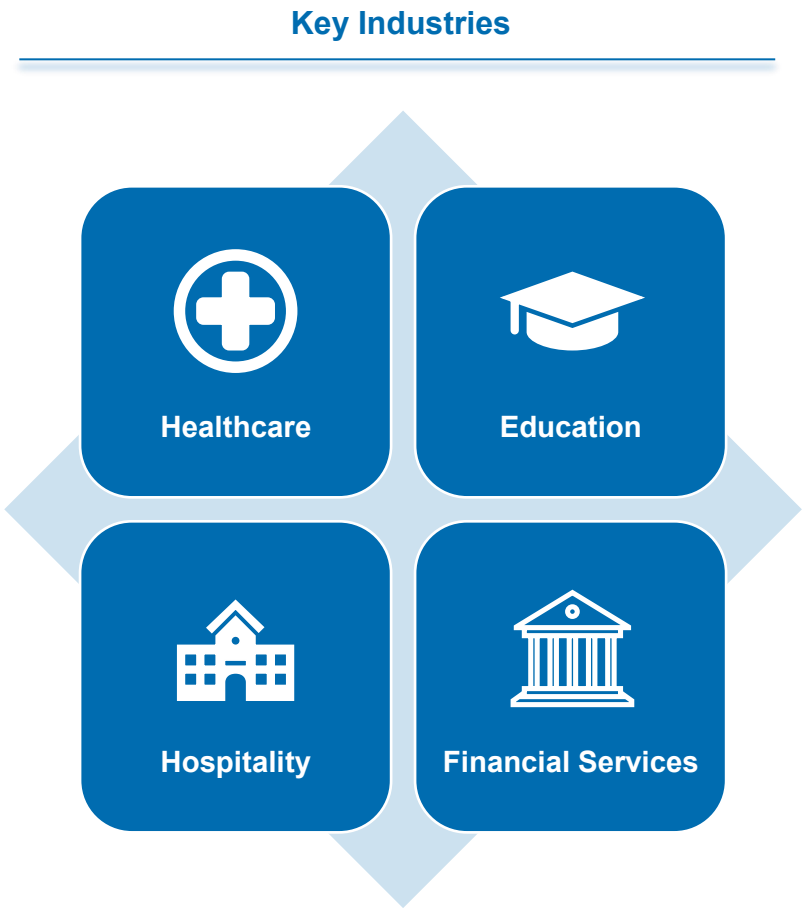 Key Industries
Healthcare
Education
Hospitality
Financial Services